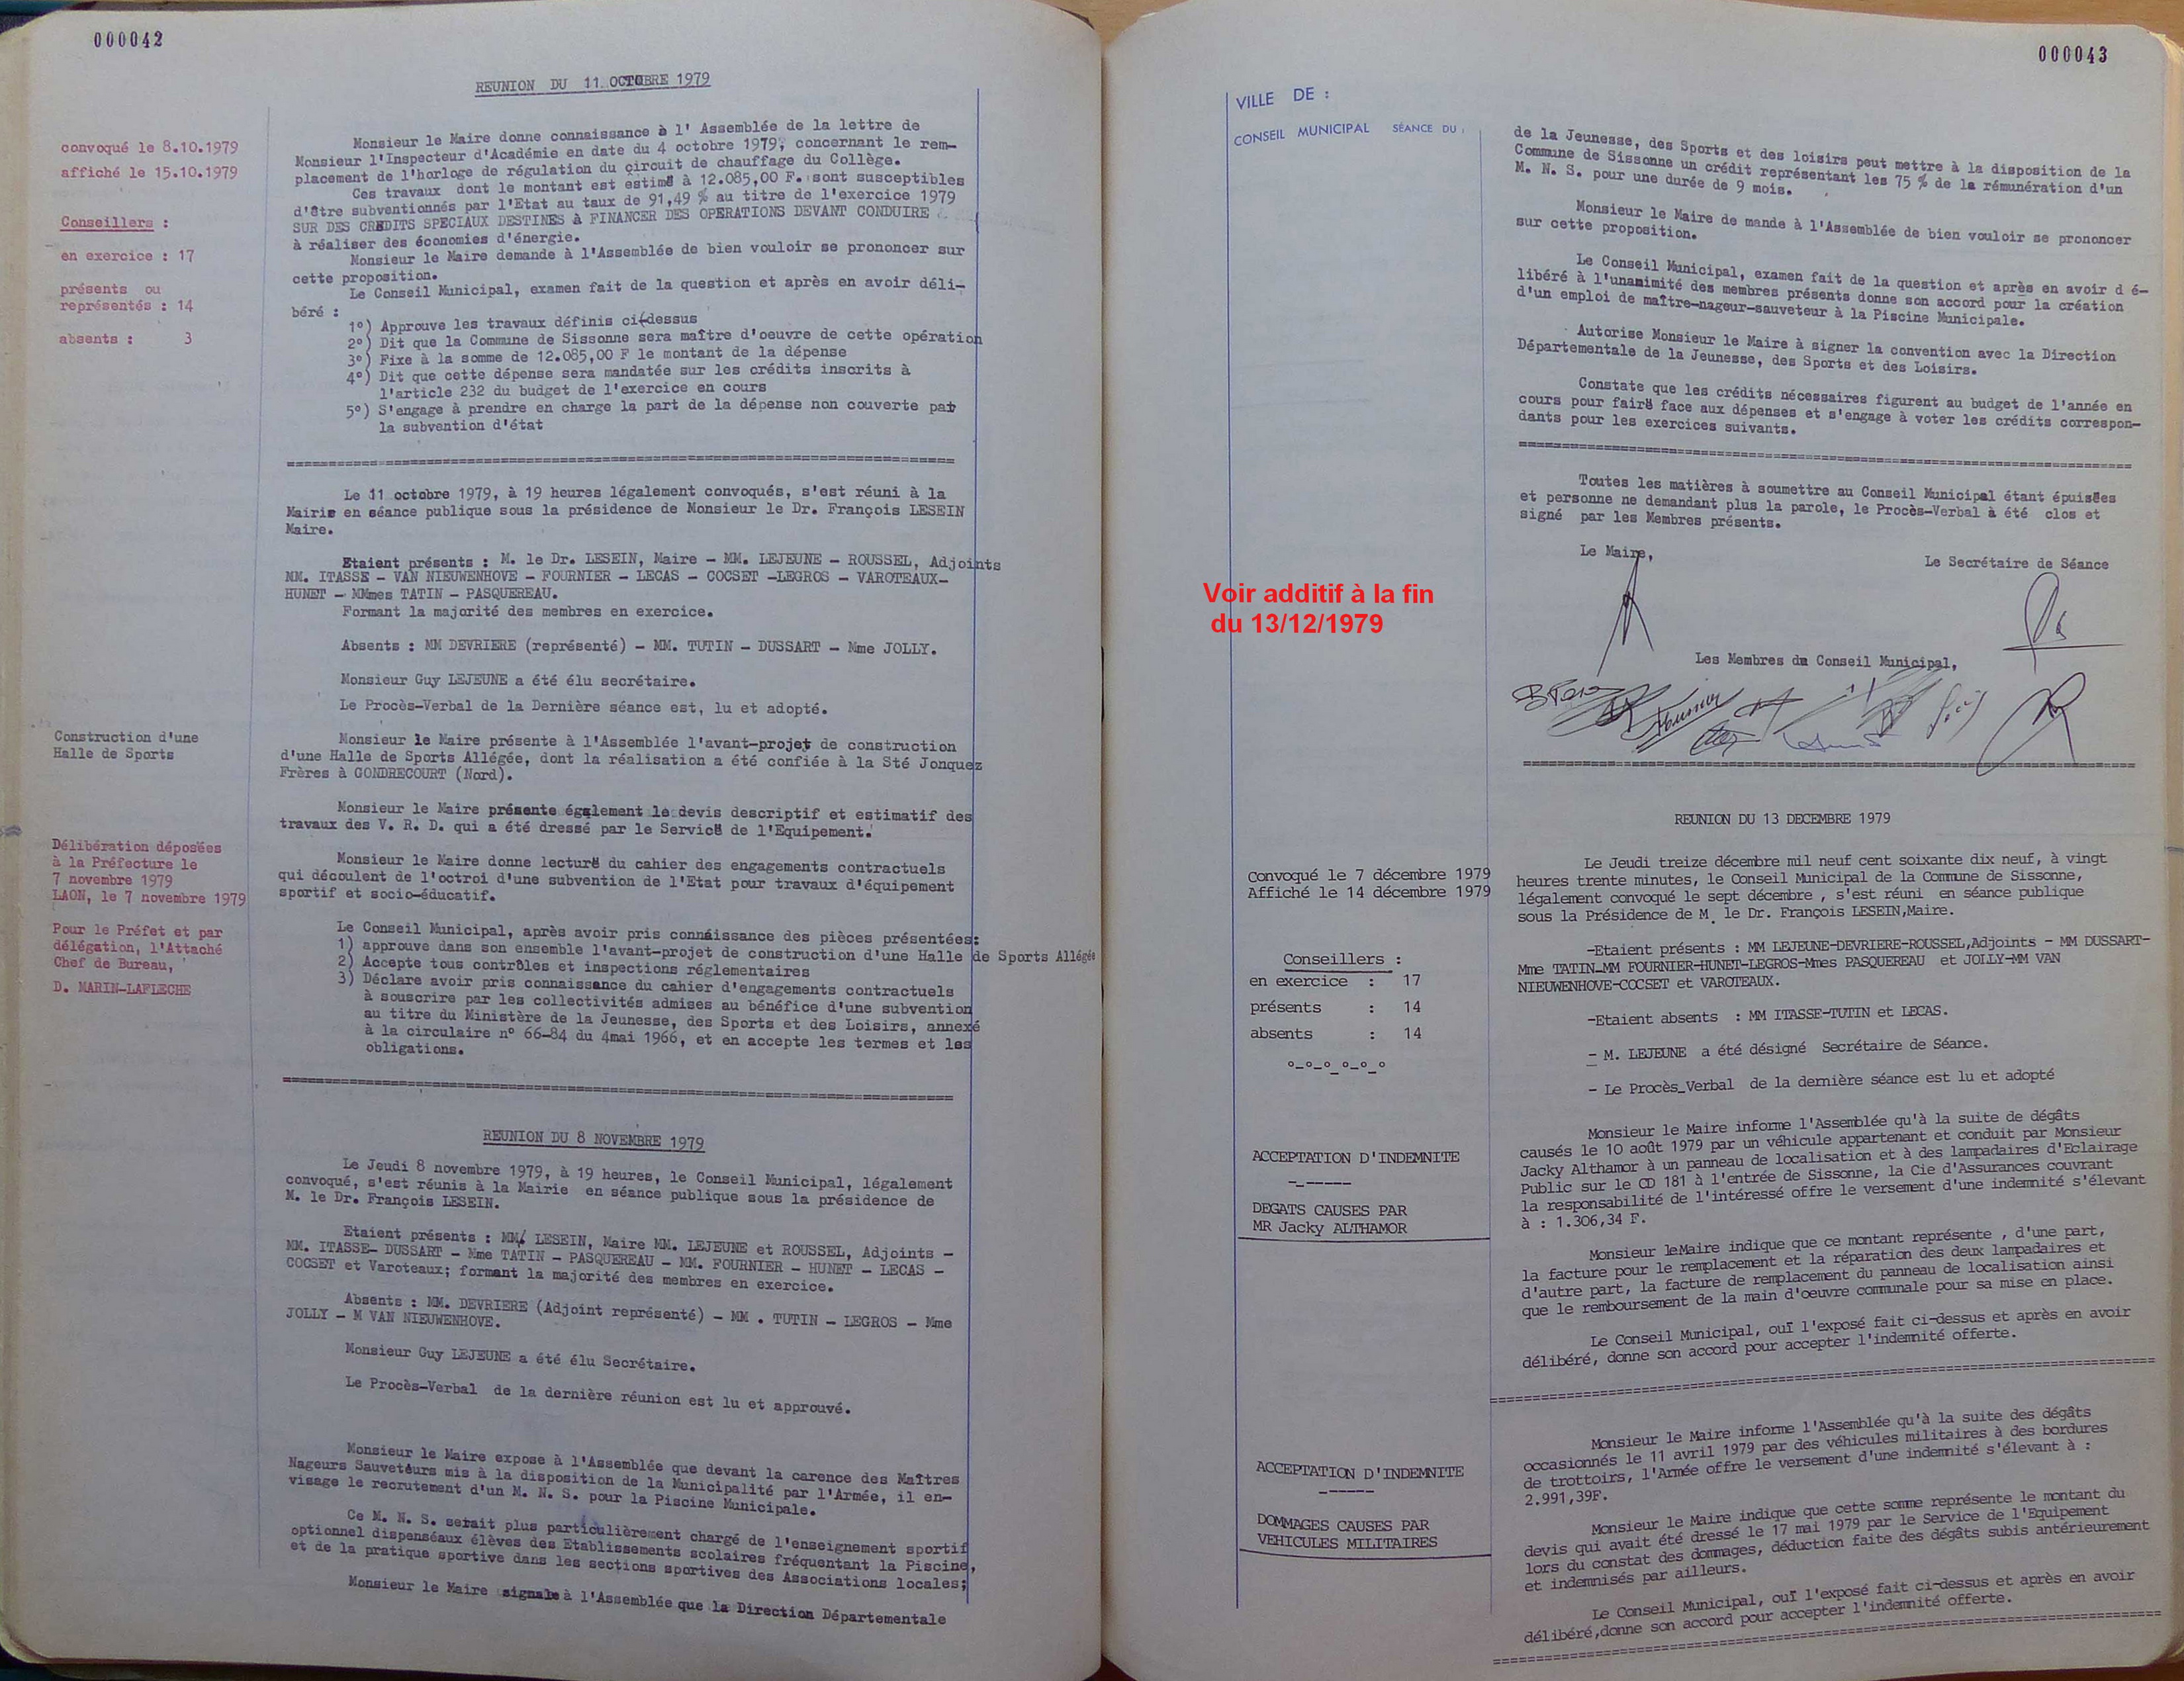 000042
REUNION DU 11 OCTOBRE 1979
convoqué le 8.10.1979
affiché le 15.10.1979
Conseillers :
en exercice : 17
présents ou
représentés : 14
absents : 3
Monsieur le Maire donne connaissance à l' Assemblée de la lettre de
Monsieur l'Inspecteur d'Académie en date du 4 octobre 1979, concernant le rem-
placement de l'horloge de régulation du circuit de chauffage du Collège.
Ces travaux dont le montant est estimé à 12.085,00 F. sont susceptibles
d'être subventionnés par l'Etat au taux de 91,49 % au titre de l'exercice 1979
SUR DES CREDITS SPECIAUX DESTINES à FINANCER DES OPERATIONS DEVANT CONDUIRE
à réaliser des économies d'énergie.
Monsieur le Maire demande à l'Assemblée de bien vouloir se prononcer sur
cette proposition.
Le Conseil Municipal, examen fait de la question et après en avoir déli-
béré :
1°) Approuve les travaux définis ci-dessus
2°) Dit que la Commune de Sissonne sera maître d'oeuvre de cette opération
3°) Fixe à la somme de 12.085,00 F le montant de la dépense
4°) Dit que cette dépense sera mandatée sur les crédits inscrits à
l'article 232 du budget de l'exercice en cours
5°) S'engage à prendre en charge la part de la dépense non couverte par
la subvention d'état
Le 11 octobre 1979, à 19 heures légalement convoqués, s'est réuni à la
Mairie en séance publique sous la présidence de Monsieur le Dr. François LESEIN
Maire.
Etaient présents : M. le Dr. LESEIN, Maire - MM. LEJEUNE - ROUSSEL, Adjoints
MM. ITASSE - VAN NIEUWENHOVE - FOURNIER - LECAS - COCSET -LEGROS - VAROTEAUX-
HUNET - MMmes TATIN - PASQUEREAU.
Formant la majorité des membres en exercice.
Absents : MM DEVRIERE (représenté) - MM. TUTIN - DUSSART - Mme JOLLY.
Monsieur Guy LEJEUNE a été élu secrétaire.
Le Procès-Verbal de la Dernière séance est, lu et adopté.
Construction d'une
Halle de Sports
Monsieur le Maire présente à l'Assemblée l'avant-projet de construction
d'une Halle de Sports Allégée, dont la réalisation a été confiée à la Sté Jonquez
Frères à GONDRECOURT (Nord).
Monsieur le Maire présente également le devis descriptif et estimatif des
travaux des V. R. D. qui a été dressé par le Service de l'Equipement.
Délibération déposées
à la Préfecture le
7 novembre 1979
LAON, le 7 novembre 1979
Pour le Préfet et par
délégation, l'Attaché
Chef de Bureau,
D. MARIN-LAFLECHE
Monsieur le Maire donne lecture du cahier des engagements contractuels
qui découlent de l'octroi d'une subvention de l'Etat pour travaux d'équipement
sportif et socio-éducatif.
Le Conseil Municipal, après avoir pris connaissance des pièces présentées:
1) approuve dans son ensemble l'avant-projet de construction d'une Halle de Sports Allégée
2) Accepte tous contrôles et inspections réglementaires
3) Déclare avoir pris connaissance du cahier d'engagements contractuels
à souscrire par les collectivités admises au bénéfice d'une subvention
au titre du Ministère de la Jeunesse, des Sports et des Loisirs, annexé
à la circulaire n° 66-84 du 4mai 1966, et en accepte les termes et les
obligations.
REUNION DU 8 NOVEMBRE 1979
Le Jeudi 8 novembre 1979, à 19 heures, le Conseil Municipal, légalement
convoqué, s'est réunis à la Mairie en séance publique sous la présidence de
M. le Dr. François LESEIN.
Etaient présents : MM. LESEIN, Maire MM. LEJEUNE et ROUSSEL, Adjoints -
MM. ITASSE- DUSSART - Mme TATIN - PASQUEREAU - MM. FOURNIER - HUNET - LECAS -
COCSET et Varoteaux; formant la majorité des membres en exercice.
Absents : MM. DEVRIERE (Adjoint représenté) - MM . TUTIN - LEGROS - Mme
JOLLY - M VAN NIEUWENHOVE.
Monsieur Guy LEJEUNE a été élu Secrétaire.
Le Procès-Verbal de la dernière réunion est lu et approuvé.
Monsieur le Maire expose à l'Assemblée que devant la carence des Maîtres
Nageurs Sauveteurs mis à la disposition de la Municipalité par l'Armée, il en-
visage le recrutement d'un M. N. S. pour la Piscine Municipale.
Ce M. N. S. serait plus particulièrement chargé de l'enseignement sportif
optionnel dispenséaux élèves des Etablissements scolaires fréquentant la Piscine,
et de la pratique sportive dans les sections sportives des Associations locales;
Monsieur le Maire signale à l'Assemblée que la Direction Départementale
000043
VILLE DE :
CONSEIL MUNICIPAL SÉANCE DU :
de la Jeunesse, des Sports et des loisirs peut mettre à la disposition de la
Commune de Sissonne un crédit représentant les 75 % de la rémunération d'un
M. N. S. pour une durée de 9 mois.
Monsieur le Maire de mande à l'Assemblée de bien vouloir se prononcer
sur cette proposition.
Le Conseil Municipal, examen fait de la question et après en avoir d é-
libéré à l'unanimité des membres présents donne son accord pour la création
d'un emploi de maître-nageur-sauveteur à la Piscine Municipale.
Autorise Monsieur le Maire à signer la convention avec la Direction
Départementale de la Jeunesse, des Sports et des Loisirs.
Constate que les crédits nécessaires figurent au budget de l'année en
cours pour faire face aux dépenses et s'engage à voter les crédits correspon-
dants pour les exercices suivants.
Toutes les matières à soumettre au Conseil Municipal étant épuisées
et personne ne demandant plus la parole, le Procès-Verbal à été clos et
signé par les Membres présents.
Le Maire,
Le Secrétaire de Séance
Voir additif à la fin
du 13/12/1979
Les Membres du Conseil Municipal,
REUNION DU 13 DECEMBRE 1979
Convoqué le 7 décembre 1979
Affiché le 14 décembre 1979
Conseillers :
en exercice : 17
présents : 14
absents : 14
°-°-°_°-°_°
Le Jeudi treize décembre mil neuf cent soixante dix neuf, à vingt
heures trente minutes, le Conseil Municipal de la Commune de Sissonne,
légalement convoqué le sept décembre , s'est réuni en séance publique
sous la Présidence de M. le Dr. François LESEIN,Maire.
-Etaient présents : MM LEJEUNE-DEVRIERE-ROUSSEL,Adjoints - MM DUSSART-
Mme TATIN-MM FOURNIER-HUNET-LEGROS-Mmes PASQUEREAU et JOLLY-MM VAN
NIEUWENHOVE-COCSET et VAROTEAUX.
-Etaient absents : MM ITASSE-TUTIN et LECAS.
- M. LEJEUNE a été désigné Secrétaire de Séance.
- Le Procès_Verbal de la dernière séance est lu et adopté
ACCEPTATION D'INDEMNITE
DEGATS CAUSES PAR
MR Jacky ALTHAMOR
Monsieur le Maire informe l'Assemblée qu'à la suite de dégâts
causés le 10 août 1979 par un véhicule appartenant et conduit par Monsieur
Jacky Althamor à un panneau de localisation et à des lampadaires d'Eclairage
Public sur le CD 181 à l'entrée de Sissonne, la Cie d'Assurances couvrant
la responsabilité de l'intéressé offre le versement d'une indemnité s'élevant
à : 1.306,34 F.
Monsieur leMaire indique que ce montant représente , d'une part,
la facture pour le remplacement et la réparation des deux lampadaires et
d'autre part, la facture de remplacement du panneau de localisation ainsi
que le remboursement de la main d'oeuvre communale pour sa mise en place.
Le Conseil Municipal, ouï l'exposé fait ci-dessus et après en avoir
délibéré, donne son accord pour accepter l'indemnité offerte.
ACCEPTATION D'INDEMNITE
DOMMAGES CAUSES PAR
VEHICULES MILITAIRES
Monsieur le Maire informe l'Assemblée qu'à la suite des dégâts
occasionnés le 11 avril 1979 par des véhicules militaires à des bordures
de trottoirs, l'Armée offre le versement d'une indemnité s'élevant à :
2.991,39F.
Monsieur le Maire indique que cette somme représente le montant du
devis qui avait été dressé le 17 mai 1979 par le Service de l'Equipement
lors du constat des dommages, déduction faite des dégâts subis antérieurement
et indemnisés par ailleurs.
Le Conseil Municipal, ouï l'exposé fait ci-dessus et après en avoir
délibéré,donne son accord pour accepter l'indemnité offerte.